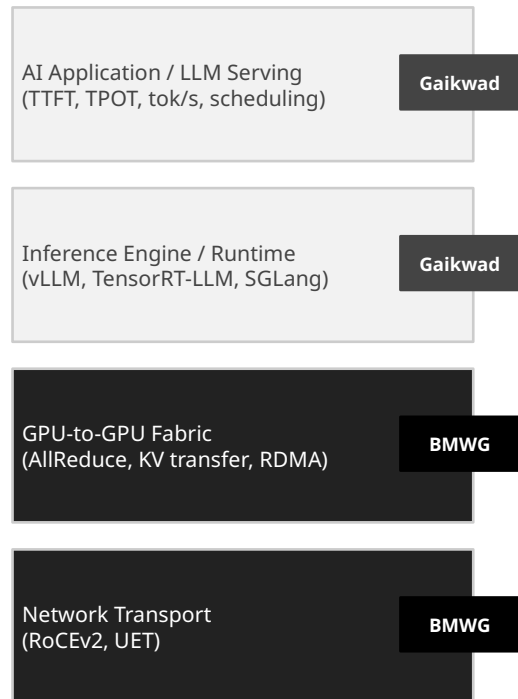 AI Application / LLM Serving
(TTFT, TPOT, tok/s, scheduling)
Gaikwad
Inference Engine / Runtime
(vLLM, TensorRT-LLM, SGLang)
Gaikwad
GPU-to-GPU Fabric
(AllReduce, KV transfer, RDMA)
BMWG
Network Transport
(RoCEv2, UET)
BMWG